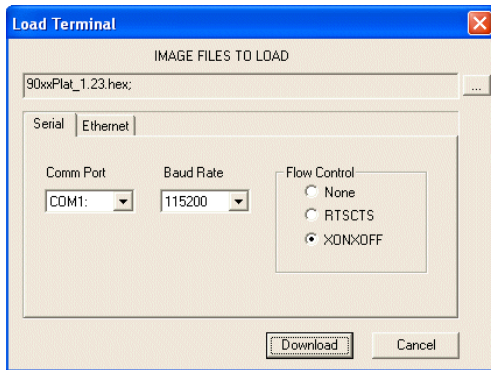 Load Terminal
IMAGE FILES TO LOAD
90xxPlat_1.23.hex;
...
Serial
Ethernet
Comm Port
Baud Rate
Flow Control
COM1:
115200
None
RTSCTS
XONXOFF
Download
Cancel